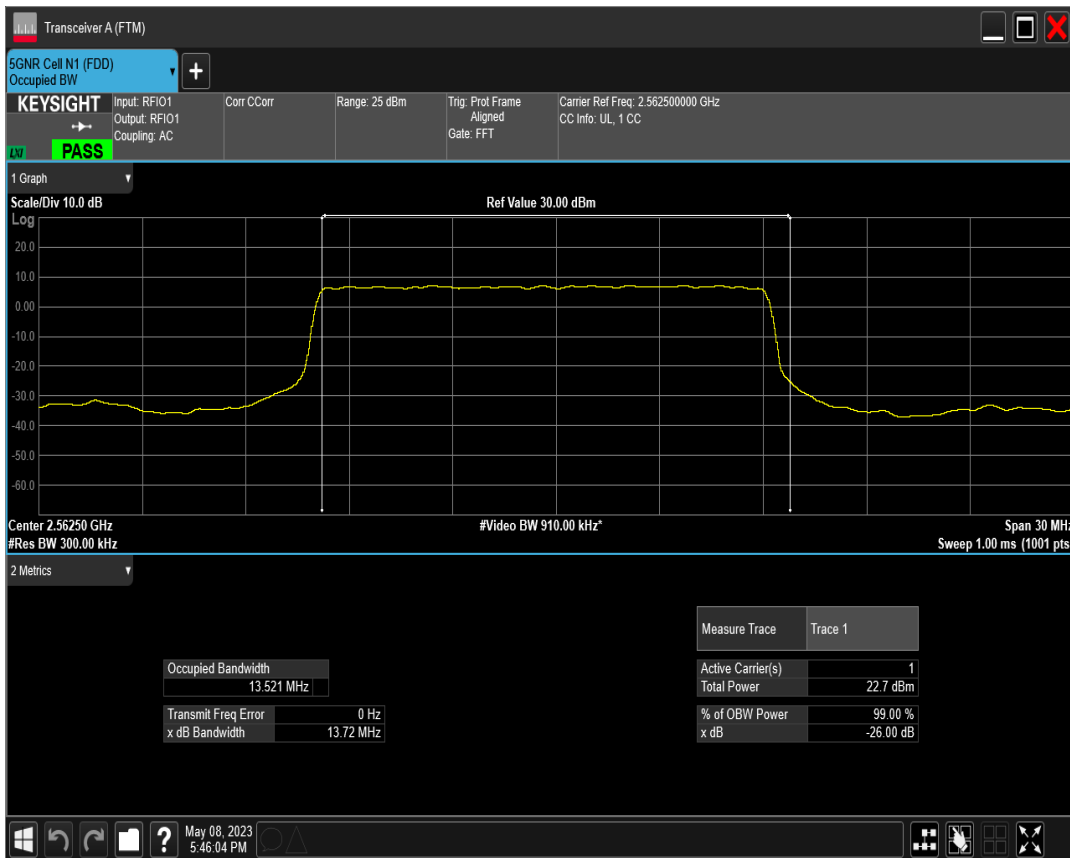 Transceiver A (FTM)
5GNR Cell N1 (FDD)
Occupied BW
+
KEYSIGHT
LXI
PASS
Input: RFIO1
Output: RFIO1
Coupling: AC
Corr CCorr
Range: 25 dBm
Trig: Prot Frame
Aligned
Gate: FFT
Carrier Ref Freq: 2.562500000 GHz
CC Info: UL, 1 CC
1 Graph
Scale/Div 10.0 dB
Ref Value 30.00 dBm
Log
20.0
10.0
0.00
-10.0
-20.0
-30.0
-40.0
-50.0
-60.0
Center 2.56250 GHz
#Video BW 910.00 kHz*
Span 30 MHz
#Res BW 300.00 kHz
Sweep 1.00 ms (1001 pts
2 Metrics
Measure Trace Trace 1
Occupied Bandwidth
13.521 MHz
Active Carrier(s) 1
Total Power 22.7 dBm
Transmit Freq Error 0 Hz
x dB Bandwidth 13.72 MHz
% of OBW Power 99.00 %
x dB -26.00 dB
?
May 08, 2023
5:46:04 PM